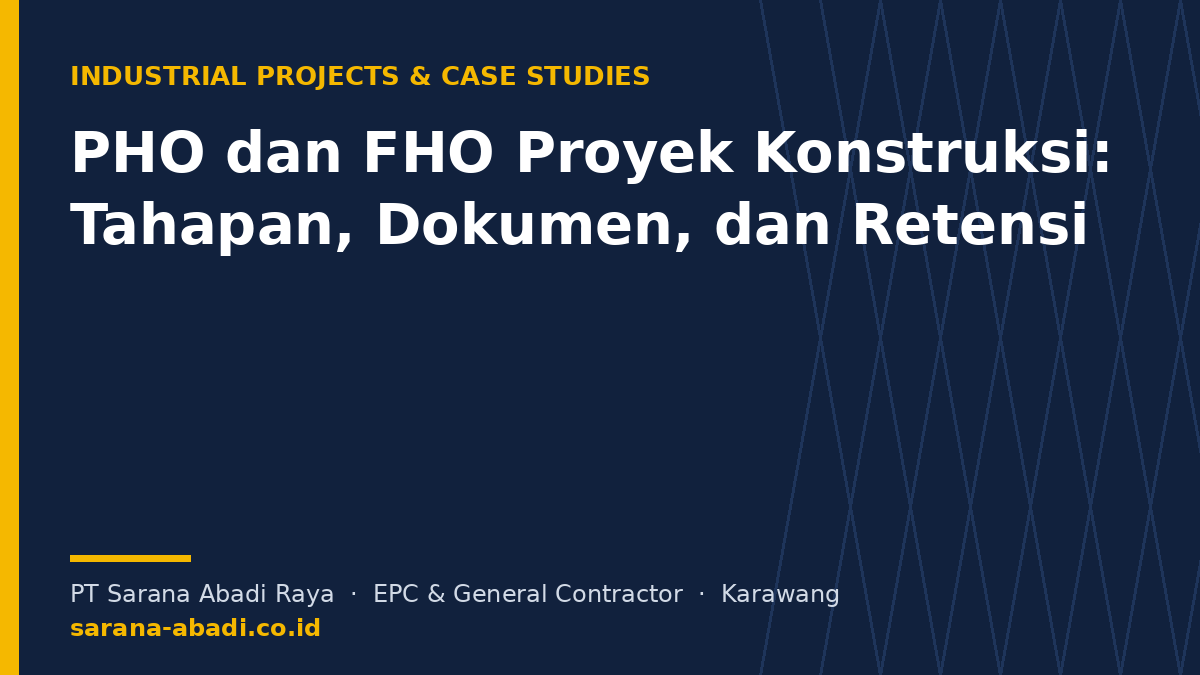 INDUSTRIAL PROJECTS & CASE STUDIES
PHO dan FHO Proyek Konstruksi:
Tahapan, Dokumen, dan Retensi
PT Sarana Abadi Raya · EPC & General Contractor · Karawang
sarana-abadi.co.id